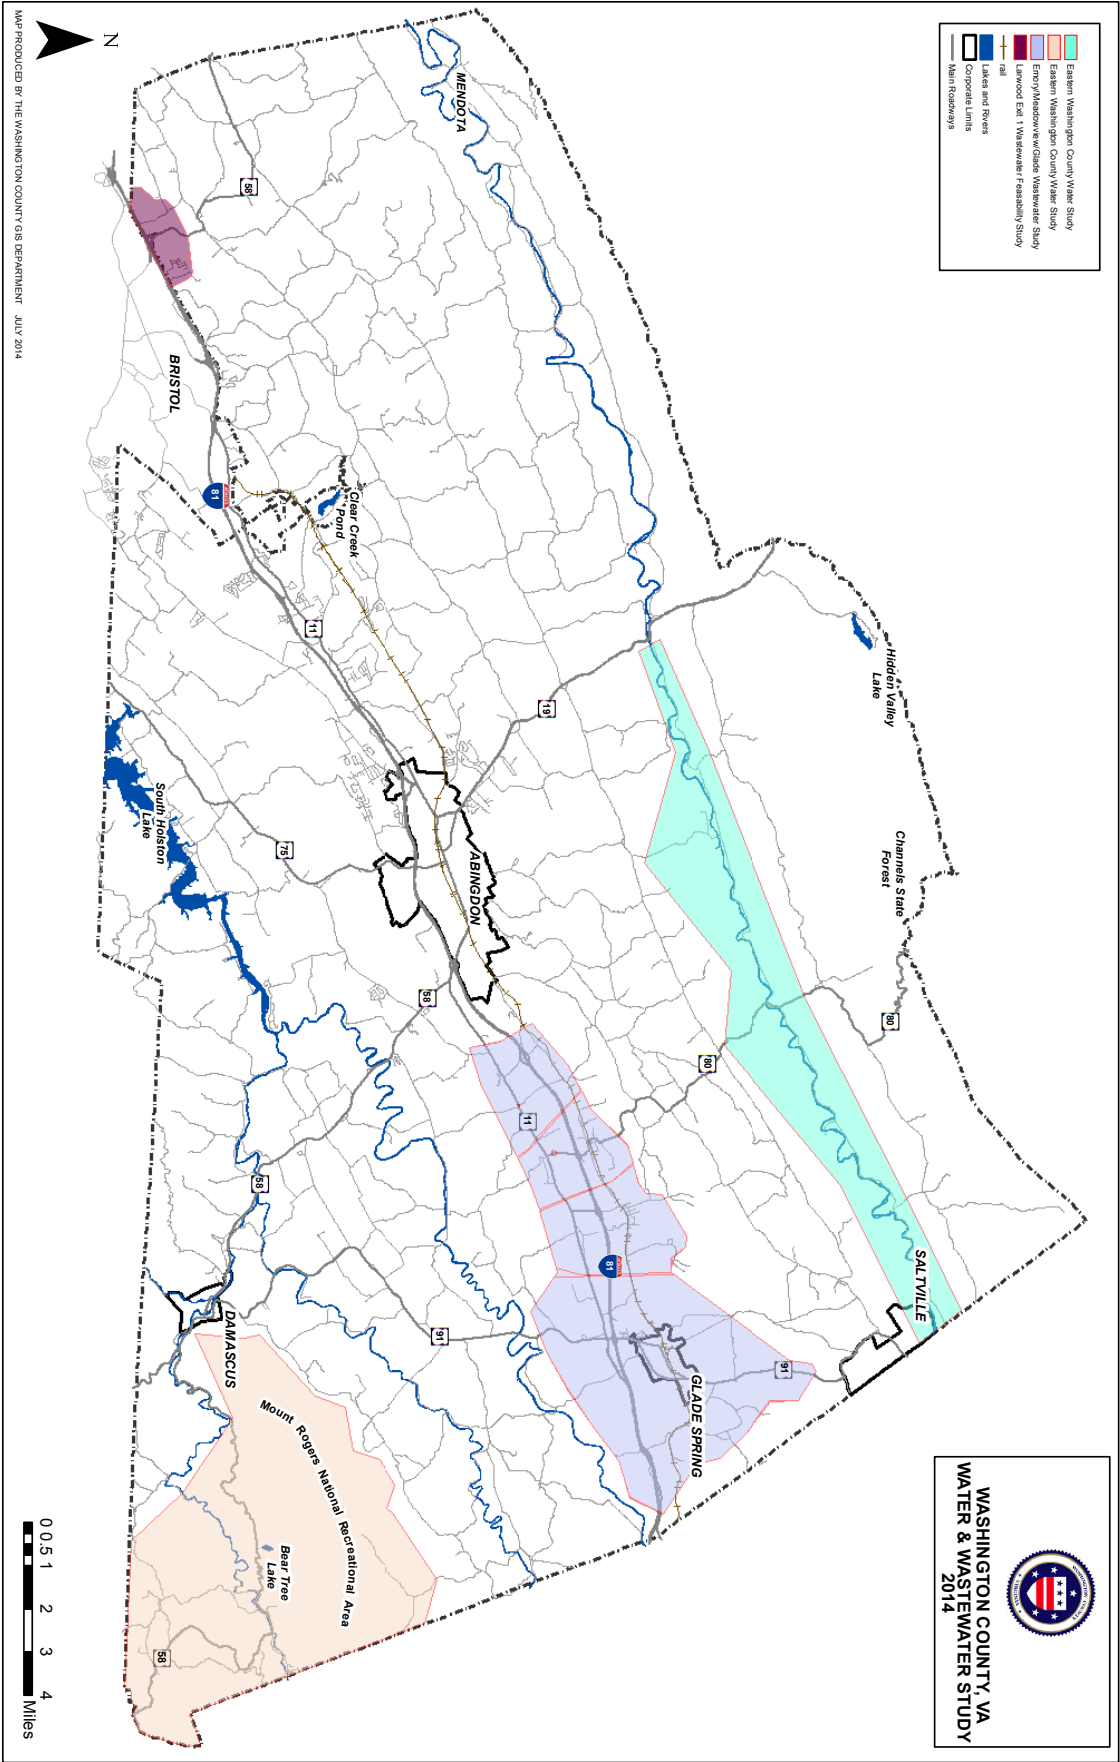 WASHINGTON COUNTY, VA
WATER & WASTEWATER STUDY
2014
WASHINGTON COUNTY
VIRGINIA
Eastern Washington County Water Study
Eastern Washington County Water Study
Emory/Meadowview/Glade Wastewater Study
Larwood Exit 1 Wastewater Feasability Study
rail
Lakes and Rivers
Corporate Limits
Main Roadways
MENDOTA
58
BRISTOL
81
Clear Creek
Pond
11
19
Hidden Valley
Lake
Channels State
Forest
80
80
ABINGDON
75
South Holston
Lake
58
11
81
SALTVILLE
91
GLADE SPRING
91
58
DAMASCUS
Mount Rogers National Recreational Area
Bear Tree
Lake
58
N
MAP PRODUCED BY THE WASHINGTON COUNTY GIS DEPARTMENT JULY 2014
0 0.5 1 2 3 4
Miles